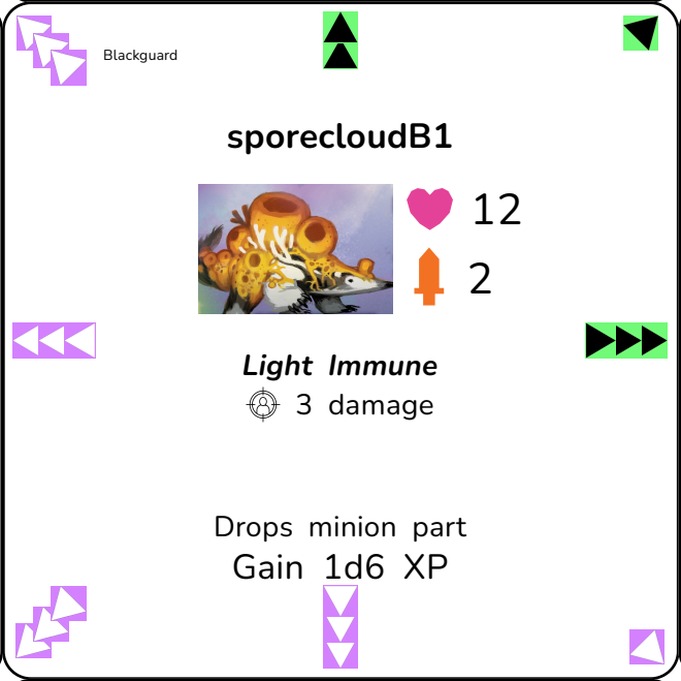 Blackguard
sporecloudB1
12
2
Light Immune
3 damage
Drops minion part
Gain 1d6 XP